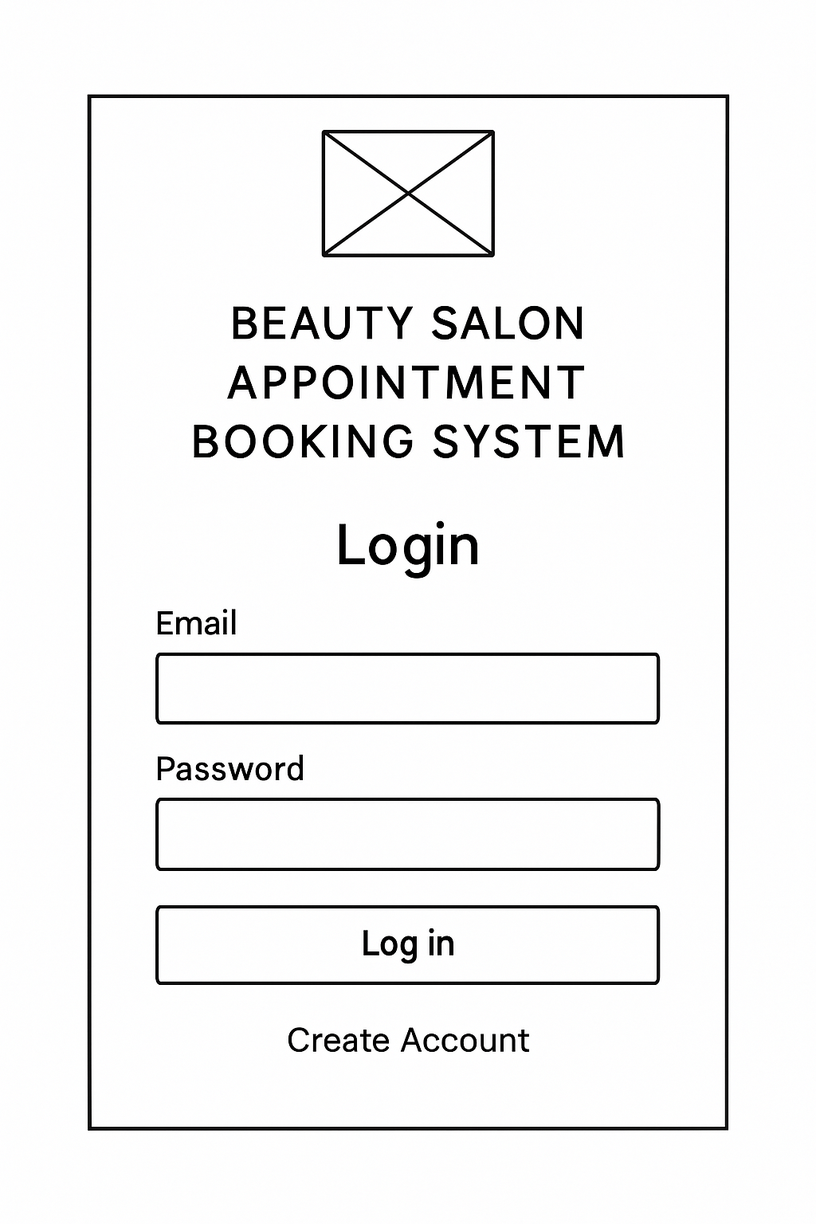 BEAUTY SALON
APPOINTMENT
BOOKING SYSTEM
Login
Email
Password
Log in
Create Account